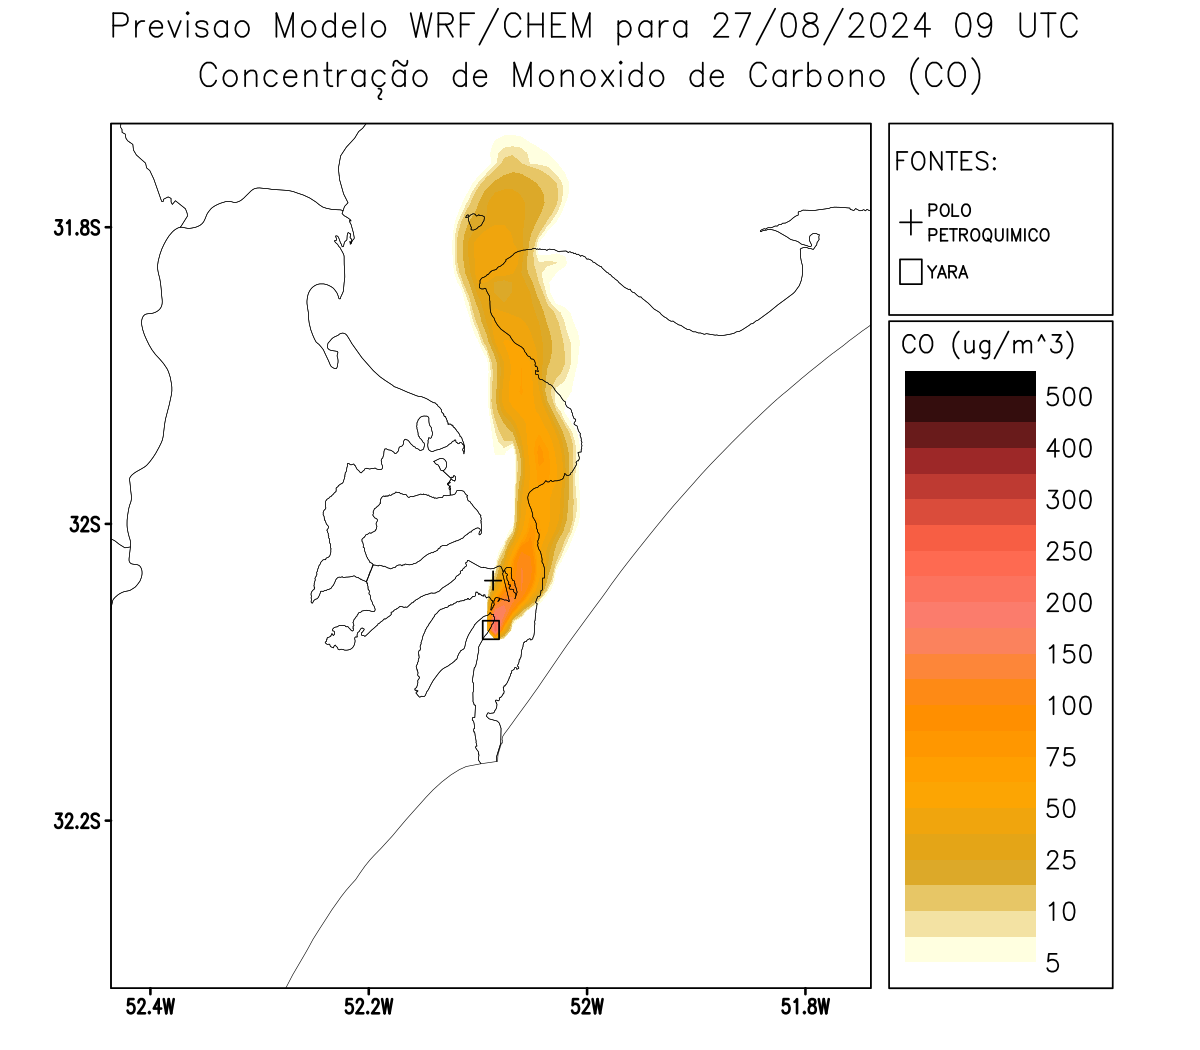 Previsao Modelo WRF/CHEM para 27/08/2024 09 UTC
Concentração de Monoxido de Carbono (CO)
FONTES:
POLO
PETROQUIMICO
YARA
CO (ug/m^3)
500
400
300
250
200
150
100
75
50
25
10
5
31.8S
32S
32.2S
52.4W
52.2W
52W
51.8W